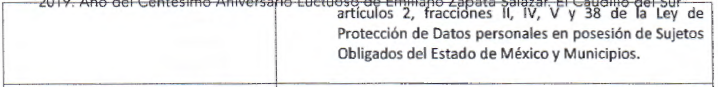 2019. Año del Centésimo Aniversario Luctuoso de Emiliano Zapata Salazar. El Caudillo del Sur
artículos 2, fracciones II, IV, V y 38 de la Ley de
Protección de Datos personales en posesión de Sujetos
Obligados del Estado de México y Municipios.